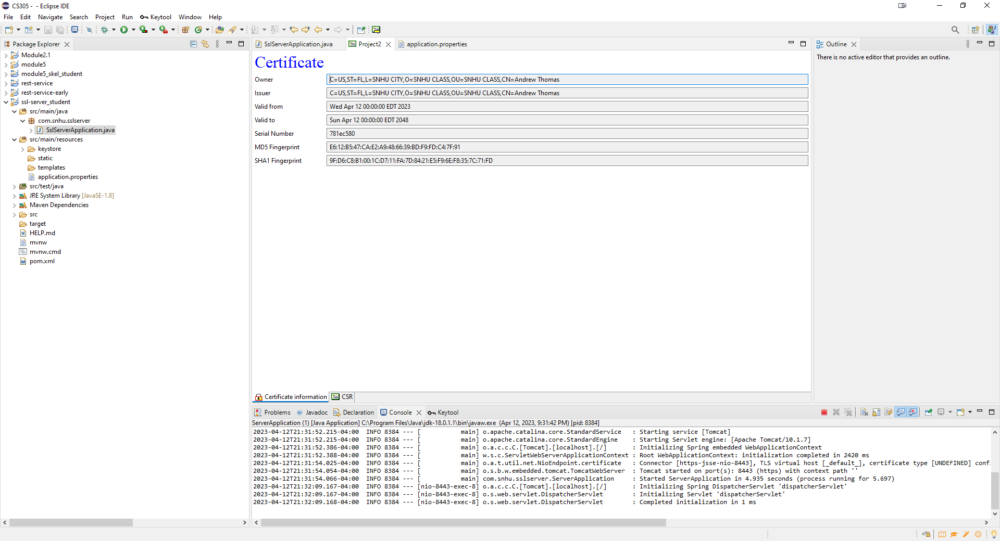 CS305 -  - Eclipse IDE
File Edit Navigate Search Project Run Keytool Window Help
Package Explorer
Module2.1
module5
module5_skel_student
rest-service
rest-service-early
ssl-server_student
src/main/java
com.snhu.sslserver
SslServerApplication.java
src/main/resources
keystore
static
templates
application.properties
src/test/java
JRE System Library [JavaSE-1.8]
Maven Dependencies
src
target
HELP.md
mvnw
mvnw.cmd
pom.xml
SslServerApplication.java Project2 application.properties
Certificate
Owner C=US,ST=FL,L=SNHU CITY,O=SNHU CLASS,OU=SNHU CLASS,CN=Andrew Thomas
Issuer C=US,ST=FL,L=SNHU CITY,O=SNHU CLASS,OU=SNHU CLASS,CN=Andrew Thomas
Valid from Wed Apr 12 00:00:00 EDT 2023
Valid to Sun Apr 12 00:00:00 EDT 2048
Serial Number 781ec580
MD5 Fingerprint E6:12:B5:47:CA:E2:A9:48:66:39:BD:F9:FD:C4:7F:91
SHA1 Fingerprint 9F:D6:C8:B1:00:1C:D7:11:FA:7D:84:21:E5:F9:6E:F8:35:7C:71:FD
Certificate information CSR
Outline
There is no active editor that provides an outline.
Problems @ Javadoc Declaration Console Keytool
ServerApplication (1) [Java Application] C:\Program Files\Java\jdk-18.0.1.1\bin\javaw.exe (Apr 12, 2023, 9:31:42 PM) [pid: 8384]
2023-04-12T21:31:52.215-04:00  INFO 8384 --- [           main] o.apache.catalina.core.StandardService   : Starting service [Tomcat]
2023-04-12T21:31:52.215-04:00  INFO 8384 --- [           main] o.apache.catalina.core.StandardEngine    : Starting Servlet engine: [Apache Tomcat/10.1.7]
2023-04-12T21:31:52.386-04:00  INFO 8384 --- [           main] o.a.c.c.C.[Tomcat].[localhost].[/]       : Initializing Spring embedded WebApplicationContext
2023-04-12T21:31:52.388-04:00  INFO 8384 --- [           main] w.s.c.ServletWebServerApplicationContext : Root WebApplicationContext: initialization completed in 2420 ms
2023-04-12T21:31:54.025-04:00  INFO 8384 --- [           main] o.a.t.util.net.NioEndpoint.certificate   : Connector [https-jsse-nio-8443], TLS virtual host [_default_], certificate type [UNDEFINED] conf
2023-04-12T21:31:54.054-04:00  INFO 8384 --- [           main] o.s.b.w.embedded.tomcat.TomcatWebServer  : Tomcat started on port(s): 8443 (https) with context path ''
2023-04-12T21:31:54.066-04:00  INFO 8384 --- [           main] com.snhu.sslserver.ServerApplication     : Started ServerApplication in 4.935 seconds (process running for 5.697)
2023-04-12T21:32:09.167-04:00  INFO 8384 --- [nio-8443-exec-8] o.a.c.c.C.[Tomcat].[localhost].[/]       : Initializing Spring DispatcherServlet 'dispatcherServlet'
2023-04-12T21:32:09.167-04:00  INFO 8384 --- [nio-8443-exec-8] o.s.web.servlet.DispatcherServlet        : Initializing Servlet 'dispatcherServlet'
2023-04-12T21:32:09.168-04:00  INFO 8384 --- [nio-8443-exec-8] o.s.web.servlet.DispatcherServlet        : Completed initialization in 1 ms